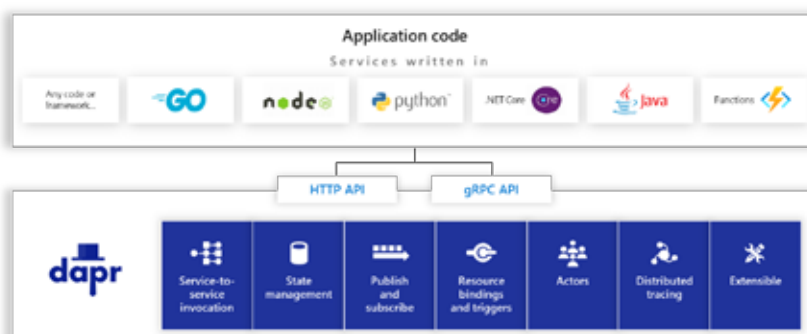 Application code
Services written in
Any code or
framework...
GO
node
python
.NET Core
Core
Java
Functions
HTTP API
gRPC API
dapr
Service-to-
service
invocation
State
management
Publish
and
subscribe
Resource
bindings
and triggers
Actors
Distributed
tracing
Extensible